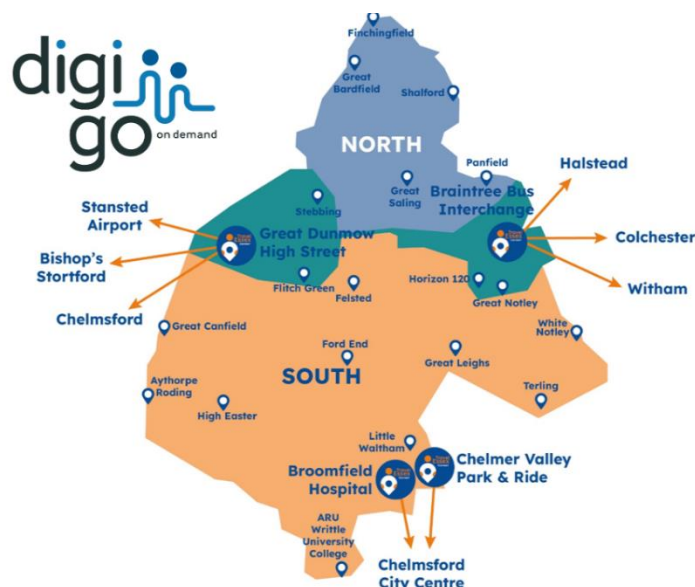 digi
go
on demand
Finchingfield
Great
Bardfield
Shalford
NORTH
Panfield
Great
Saling
Braintree Bus
Interchange
Halstead
Colchester
Witham
Stansted
Airport
Bishop's
Stortford
Chelmsford
Stebbing
Great Dunmow
High Street
Flitch Green
Felsted
Horizon 120
Great Notley
White
Notley
Great Canfield
Ford End
Great Leighs
SOUTH
Aythorpe
Roding
High Easter
Terling
Little
Waltham
Broomfield
Hospital
Chelmer Valley
Park & Ride
ARU
Writtle
University
College
Chelmsford
City Centre